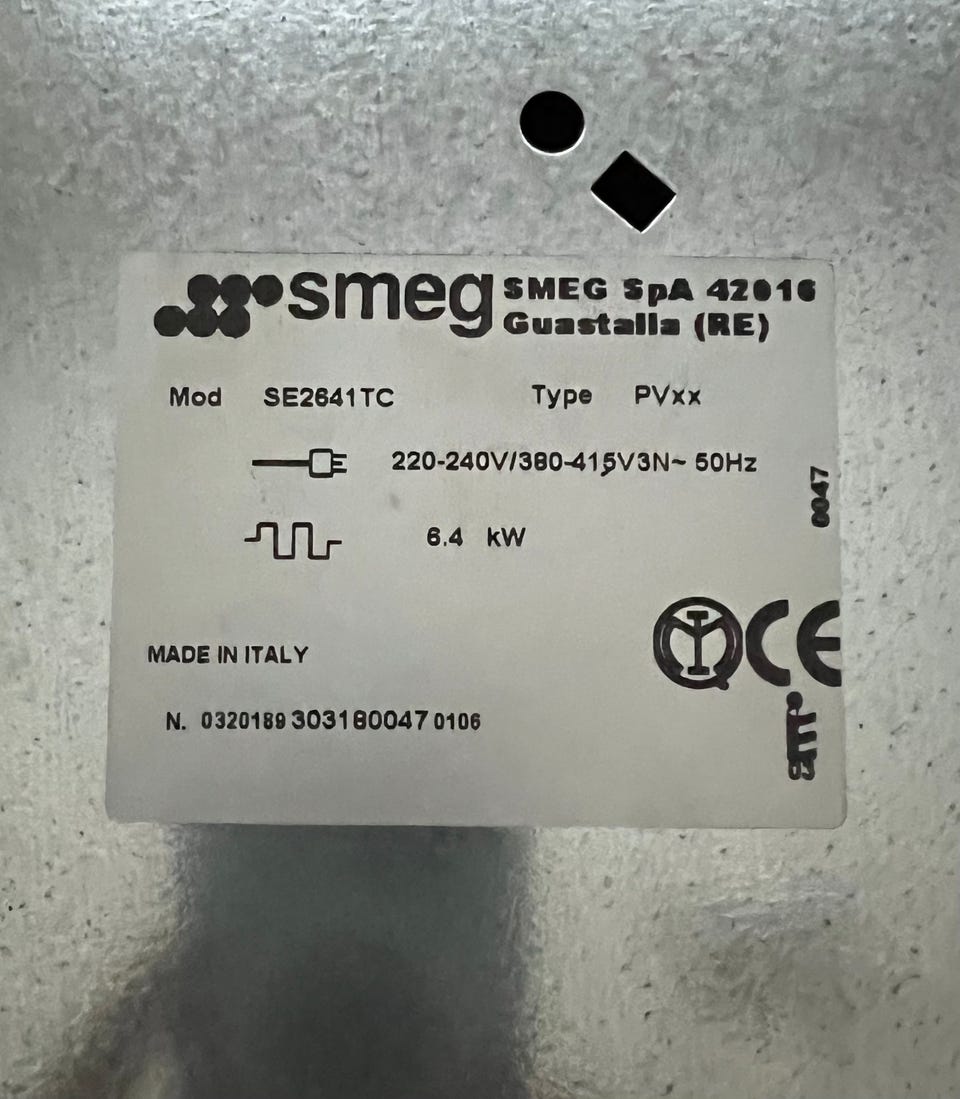 smeg SMEG SpA 42016
Guastalla (RE)
Mod SE2641TC Type PVxx
220-240V/380-415V3N~ 50Hz
0047
6.4 kW
CE
MADE IN ITALY
N. 0320189 303180047 0106